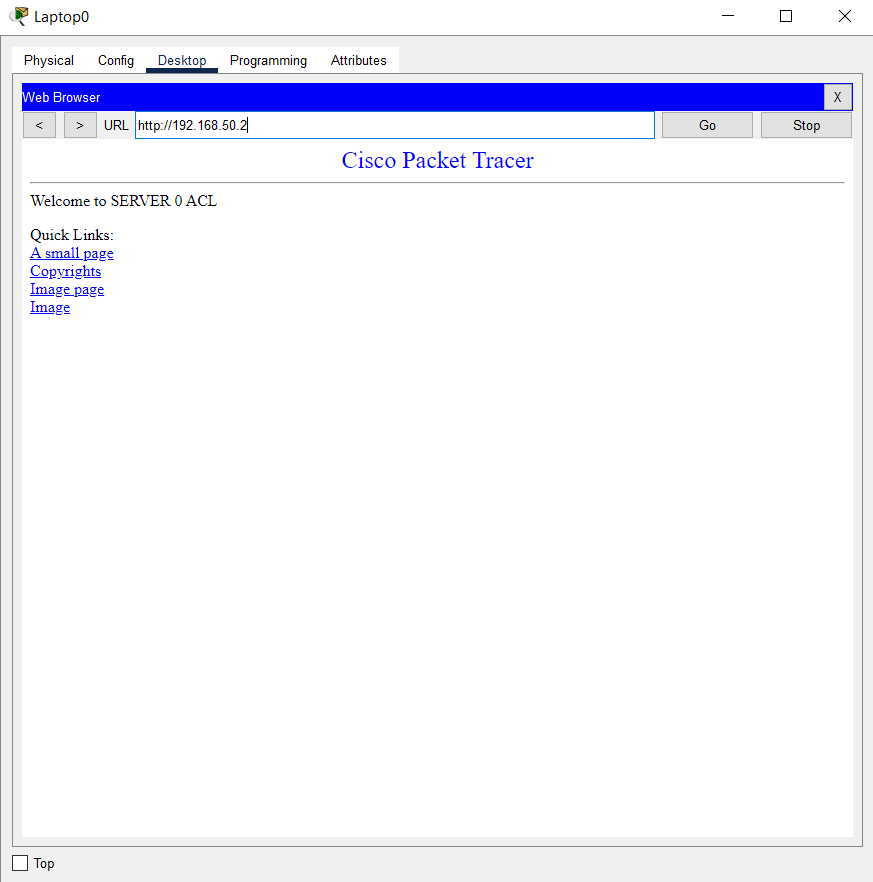 Laptop0
Physical Config Desktop Programming Attributes
Web Browser X
< > URL http://192.168.50.2 Go Stop
Cisco Packet Tracer
Welcome to SERVER 0 ACL
Quick Links:
A small page
Copyrights
Image page
Image
Top